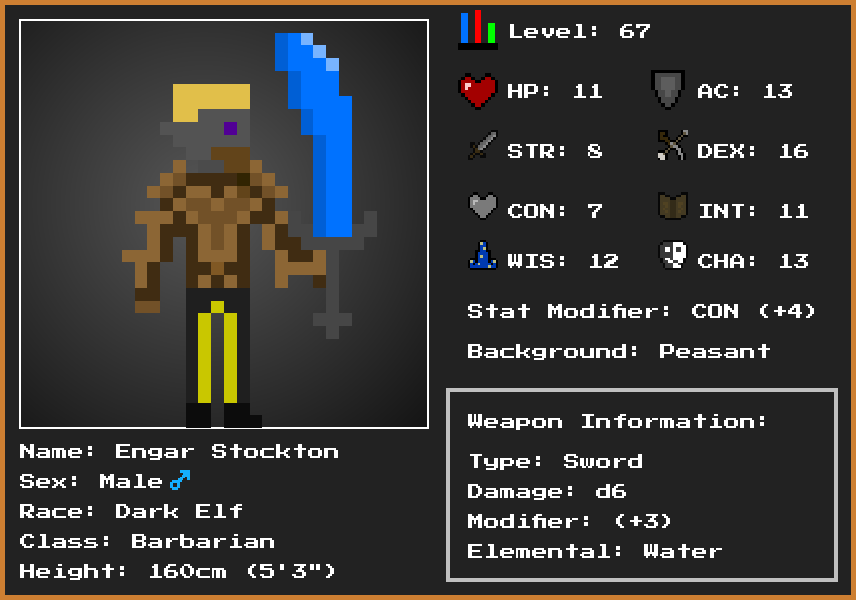 Level: 67
HP: 11
AC: 13
STR: 8
DEX: 16
CON: 7
INT: 11
WIS: 12
CHA: 13
Stat Modifier: CON (+4)
Background: Peasant
Weapon Information:
Type: Sword
Damage: d6
Modifier: (+3)
Elemental: Water
Name: Engar Stockton
Sex: Male♂
Race: Dark Elf
Class: Barbarian
Height: 160cm (5'3")